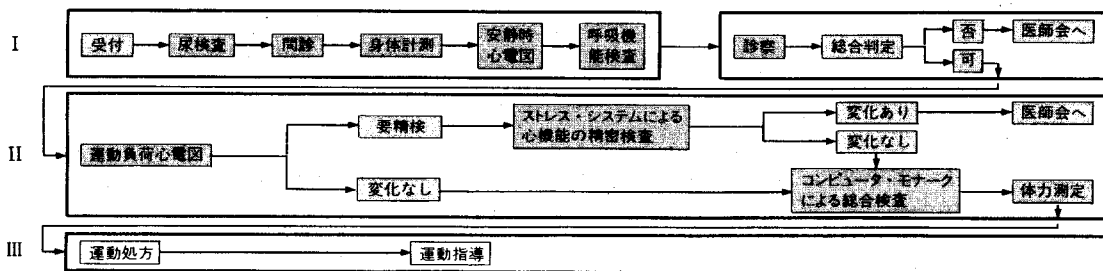 I
受付
尿検査
問診
身体計測
安静時
心電図
呼吸機
能検査
診察
総合判定
否
医師会へ
可
II
運動負荷心電図
要精検
ストレス・システムによる
心機能の精密検査
変化あり
医師会へ
変化なし
変化なし
コンピュータ・モナーク
による総合検査
体力測定
III
運動処方
運動指導